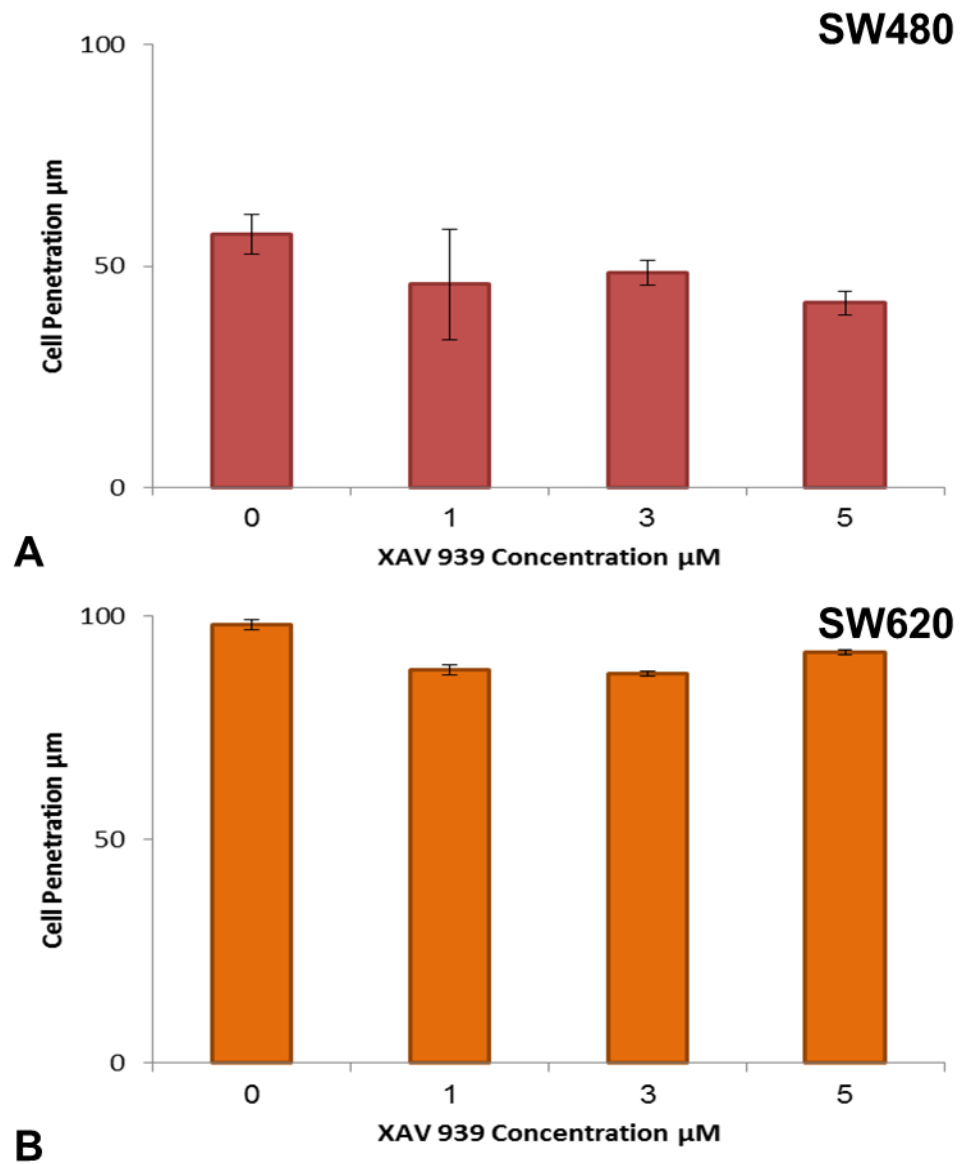 SW480
100
50
0
Cell Penetration µm
0 1 3 5
XAV 939 Concentration µM
A
SW620
100
50
0
Cell Penetration µm
0 1 3 5
XAV 939 Concentration µM
B